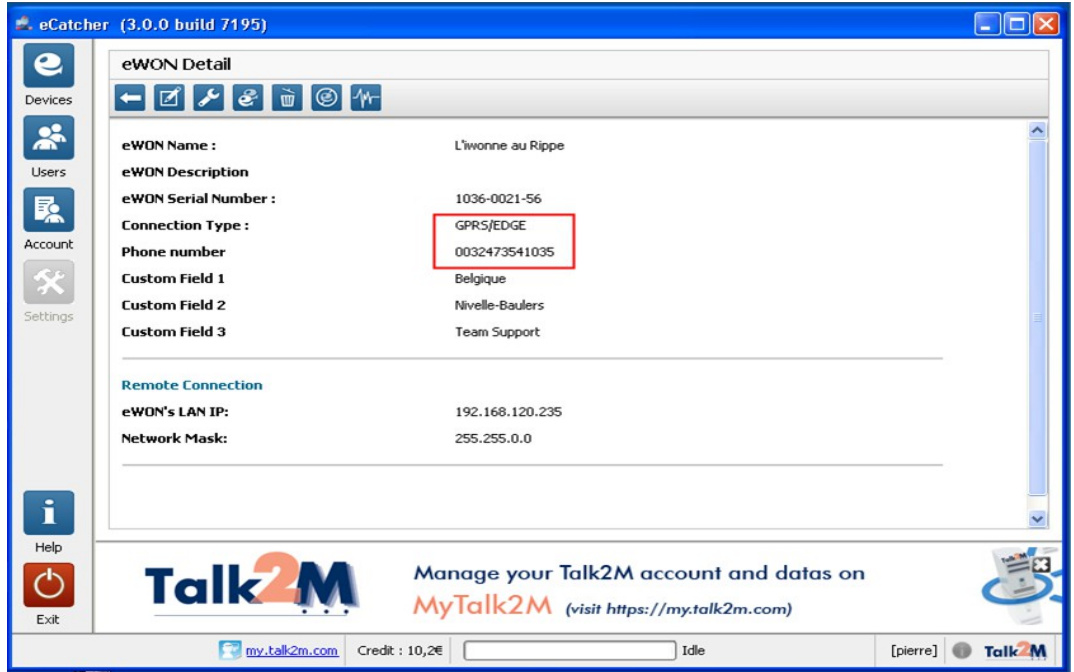 eCatcher (3.0.0 build 7195)
Devices
Users
Account
Settings
Help
Exit
eWON Detail
eWON Name : L'iwonne au Rippe
eWON Description
eWON Serial Number : 1036-0021-56
Connection Type : GPRS/EDGE
Phone number 0032473541035
Custom Field 1 Belgique
Custom Field 2 Nivelle-Baulers
Custom Field 3 Team Support
Remote Connection
eWON's LAN IP: 192.168.120.235
Network Mask: 255.255.0.0
Talk2M
Manage your Talk2M account and datas on
MyTalk2M (visit https://my.talk2m.com)
my.talk2m.com Credit : 10,2€ Idle [pierre] Talk2M